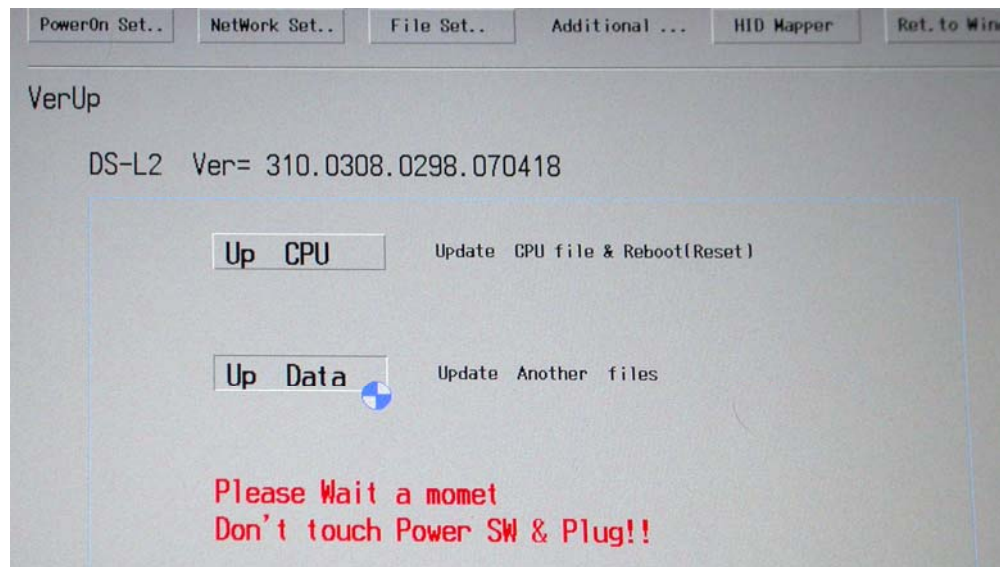 PowerOn Set.. NetWork Set.. File Set.. Additional ... HID Mapper Ret.to
VerUp
DS-L2 Ver= 310.0308.0298.070418
Up CPU Update CPU file & Reboot(Reset)
Up Data Update Another files
Please Wait a momet
Don't touch Power SW & Plug!!